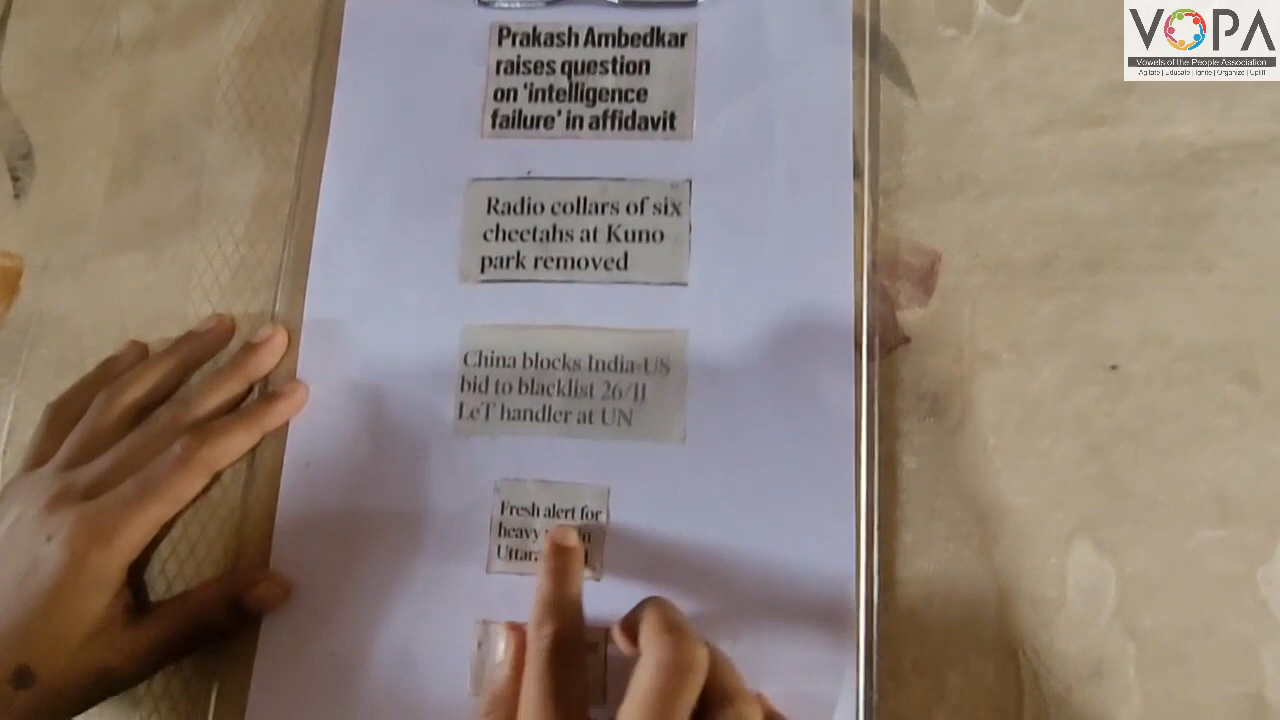 VOPA
Vowels of the People Association
Agitate | Educate | Ignite | Organize | Uplift
Prakash Ambedkar
raises question
on 'intelligence
failure' in affidavit
Radio collars of six
cheetahs at Kuno
park removed
China blocks India-US
bid to blacklist 26/11
LeT handler at UN
Fresh alert for
heavy